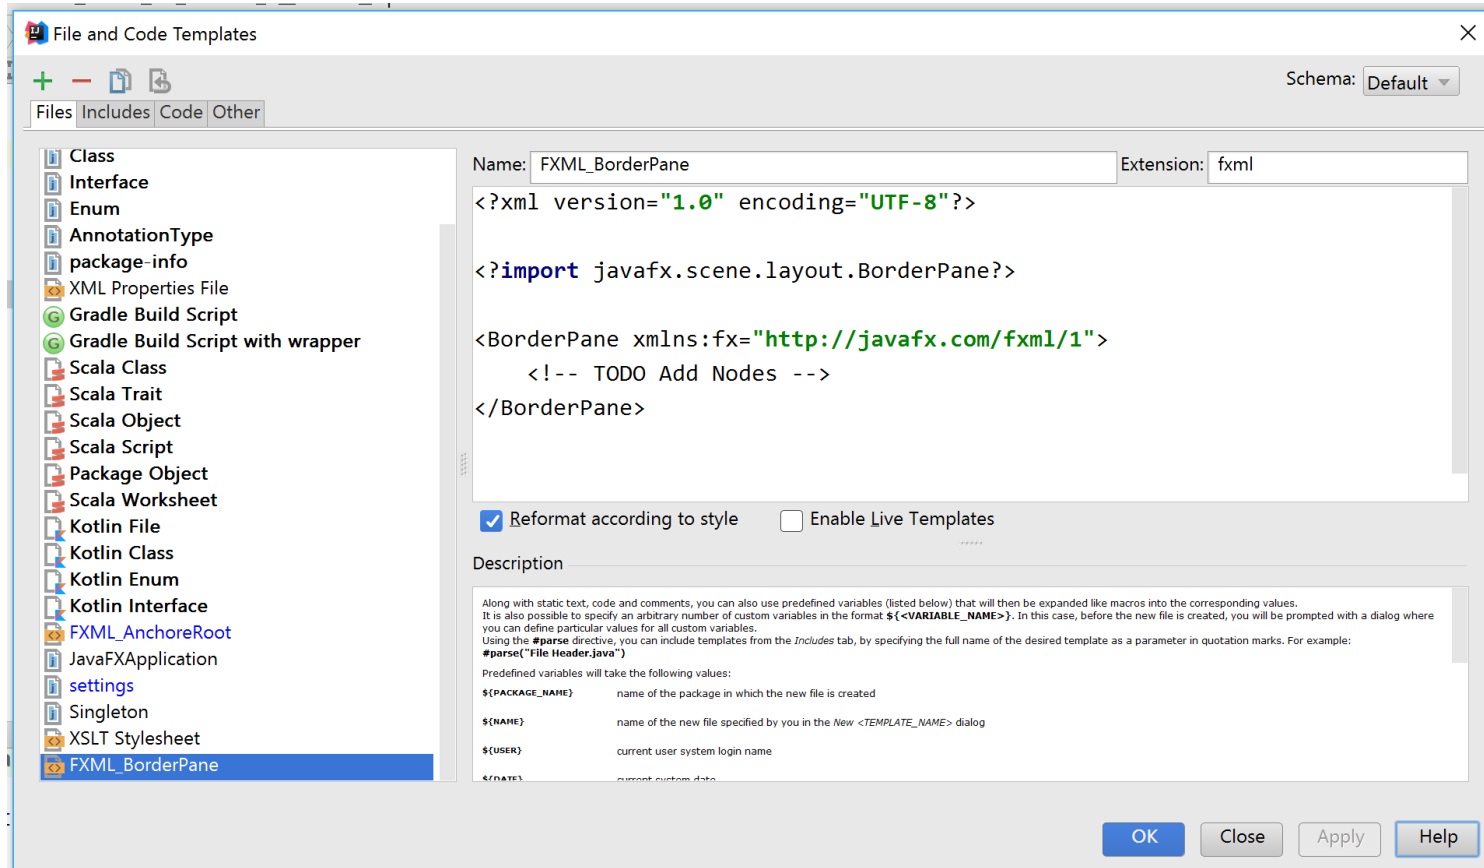 File and Code Templates
Schema: Default
Files Includes Code Other
Class
Interface
Enum
AnnotationType
package-info
XML Properties File
Gradle Build Script
Gradle Build Script with wrapper
Scala Class
Scala Trait
Scala Object
Scala Script
Package Object
Scala Worksheet
Kotlin File
Kotlin Class
Kotlin Enum
Kotlin Interface
FXML_AnchoreRoot
JavaFXApplication
settings
Singleton
XSLT Stylesheet
FXML_BorderPane
Name: FXML_BorderPane Extension: fxml
<?xml version="1.0" encoding="UTF-8"?>
<?import javafx.scene.layout.BorderPane?>
<BorderPane xmlns:fx="http://javafx.com/fxml/1">
<!-- TODO Add Nodes -->
</BorderPane>
Reformat according to style Enable Live Templates
Description
Along with static text, code and comments, you can also use predefined variables (listed below) that will then be expanded like macros into the corresponding values.
It is also possible to specify an arbitrary number of custom variables in the format ${<VARIABLE_NAME>}. In this case, before the new file is created, you will be prompted with a dialog where
you can define particular values for all custom variables.
Using the #parse directive, you can include templates from the Includes tab, by specifying the full name of the desired template as a parameter in quotation marks. For example:
#parse("File Header.java")
Predefined variables will take the following values:
${PACKAGE_NAME} name of the package in which the new file is created
${NAME} name of the new file specified by you in the New <TEMPLATE_NAME> dialog
${USER} current user system login name
${DATE} current system date
OK Close Apply Help